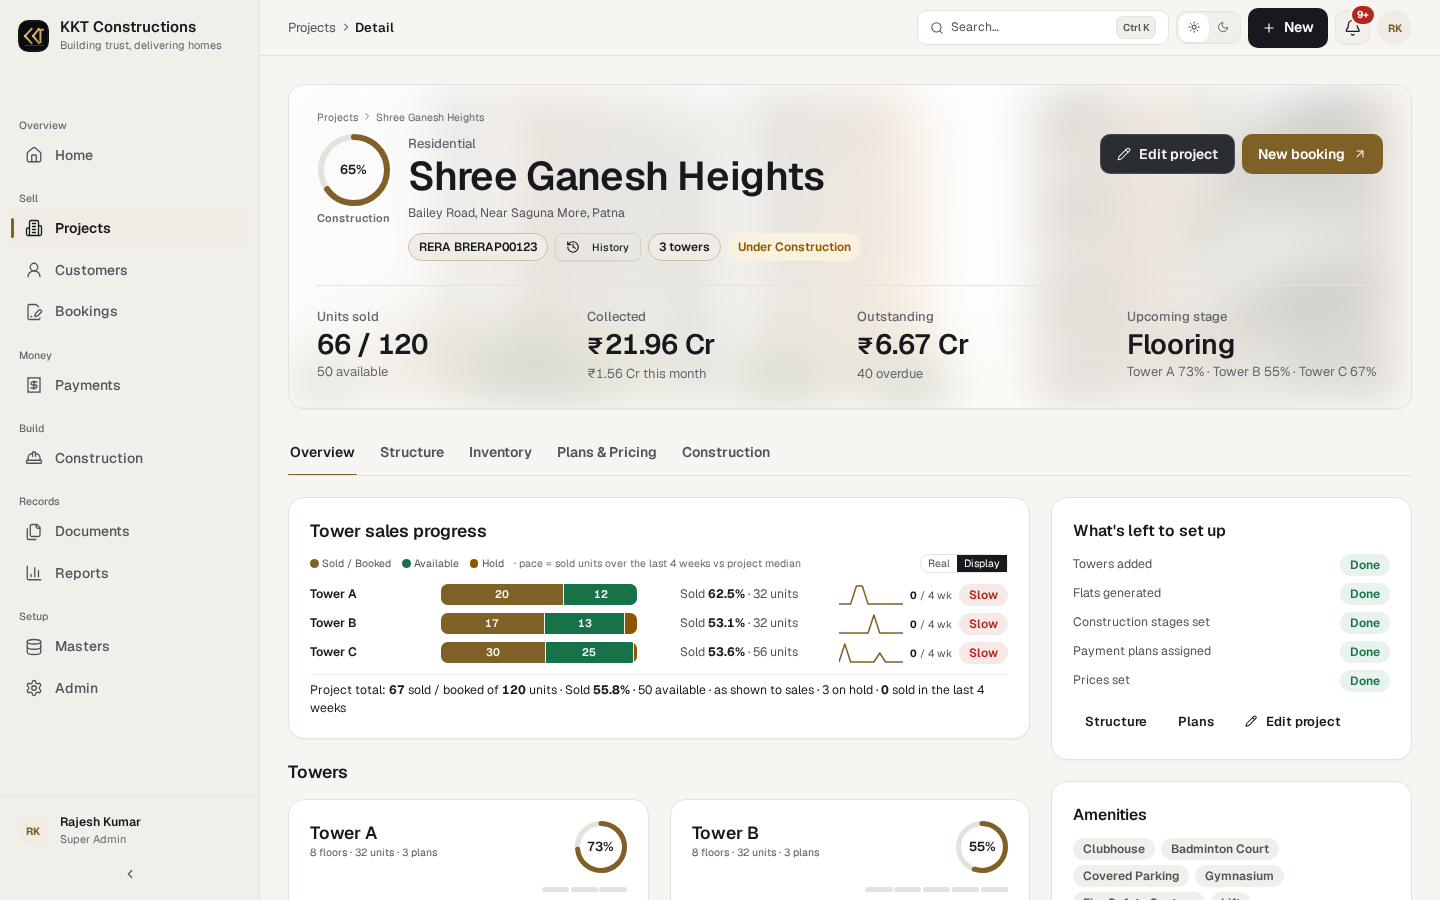 KKT Constructions
Building trust, delivering homes
Overview
Home
Sell
Projects
Customers
Bookings
Money
Payments
Build
Construction
Records
Documents
Reports
Setup
Masters
Admin
RK
Rajesh Kumar
Super Admin
Projects > Detail
Search...
Ctrl K
New
9+
RK
Projects > Shree Ganesh Heights
65%
Construction
Residential
Shree Ganesh Heights
Bailey Road, Near Saguna More, Patna
RERA BRERAP00123
History
3 towers
Under Construction
Edit project
New booking
Units sold
66 / 120
50 available
Collected
₹21.96 Cr
₹1.56 Cr this month
Outstanding
₹6.67 Cr
40 overdue
Upcoming stage
Flooring
Tower A 73% · Tower B 55% · Tower C 67%
Overview Structure Inventory Plans & Pricing Construction
Tower sales progress
Sold / Booked Available Hold · pace = sold units over the last 4 weeks vs project median Real Display
Tower A 20 12 Sold 62.5% · 32 units 0 / 4 wk Slow
Tower B 17 13 Sold 53.1% · 32 units 0 / 4 wk Slow
Tower C 30 25 Sold 53.6% · 56 units 0 / 4 wk Slow
Project total: 67 sold / booked of 120 units · Sold 55.8% · 50 available · as shown to sales · 3 on hold · 0 sold in the last 4
weeks
Towers
Tower A
8 floors · 32 units · 3 plans
73%
Tower B
8 floors · 32 units · 3 plans
55%
What's left to set up
Towers added Done
Flats generated Done
Construction stages set Done
Payment plans assigned Done
Prices set Done
Structure Plans Edit project
Amenities
Clubhouse Badminton Court
Covered Parking Gymnasium